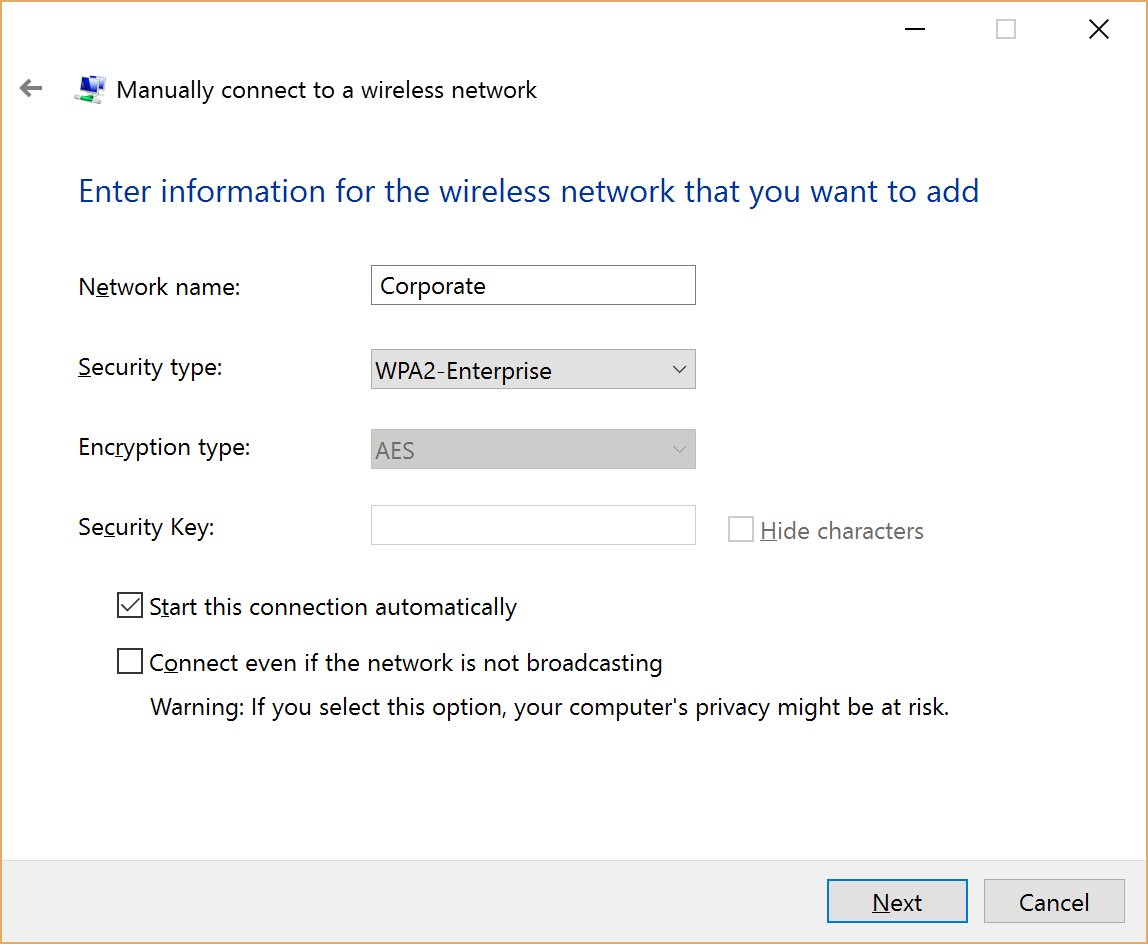 Manually connect to a wireless network
Enter information for the wireless network that you want to add
Network name:
Corporate
Security type:
WPA2-Enterprise
Encryption type:
AES
Security Key:
Hide characters
Start this connection automatically
Connect even if the network is not broadcasting
Warning: If you select this option, your computer's privacy might be at risk.
Next
Cancel